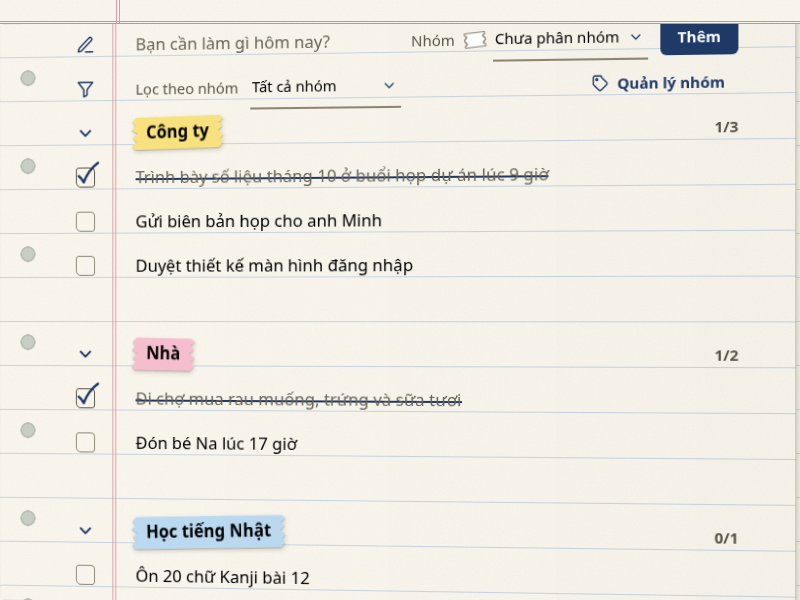 Bạn cần làm gì hôm nay? Nhóm Chưa phân nhóm Thêm
Lọc theo nhóm Tất cả nhóm Quản lý nhóm
Công ty 1/3
Trình bày số liệu tháng 10 ở buổi họp dự án lúc 9 giờ
Gửi biên bản họp cho anh Minh
Duyệt thiết kế màn hình đăng nhập
Nhà 1/2
Đi chợ mua rau muống, trứng và sữa tươi
Đón bé Na lúc 17 giờ
Học tiếng Nhật 0/1
Ôn 20 chữ Kanji bài 12